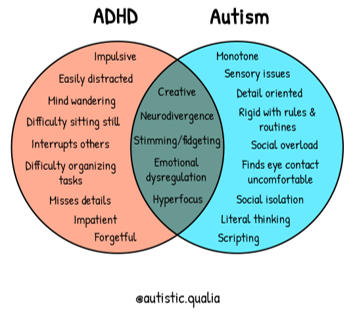 ADHD
Autism
Impulsive
Easily distracted
Mind wandering
Difficulty sitting still
Interrupts others
Difficulty organizing
tasks
Misses details
Impatient
Forgetful
Creative
Neurodivergence
Stimming/fidgeting
Emotional
dysregulation
Hyperfocus
Monotone
Sensory issues
Detail oriented
Rigid with rules &
routines
Social overload
Finds eye contact
uncomfortable
Social isolation
Literal thinking
Scripting
@autistic.qualia